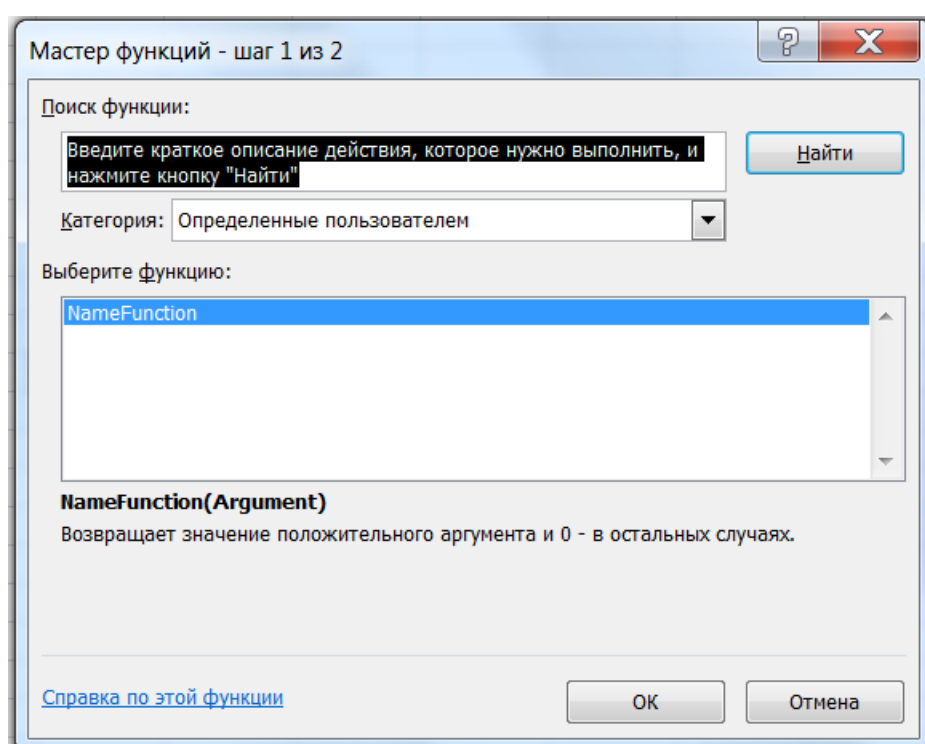 Мастер функций - шаг 1 из 2
Поиск функции:
Введите краткое описание действия, которое нужно выполнить, и
нажмите кнопку "Найти"
Найти
Категория: Определенные пользователем
Выберите функцию:
NameFunction
NameFunction(Argument)
Возвращает значение положительного аргумента и 0 - в остальных случаях.
Справка по этой функции
ОК
Отмена